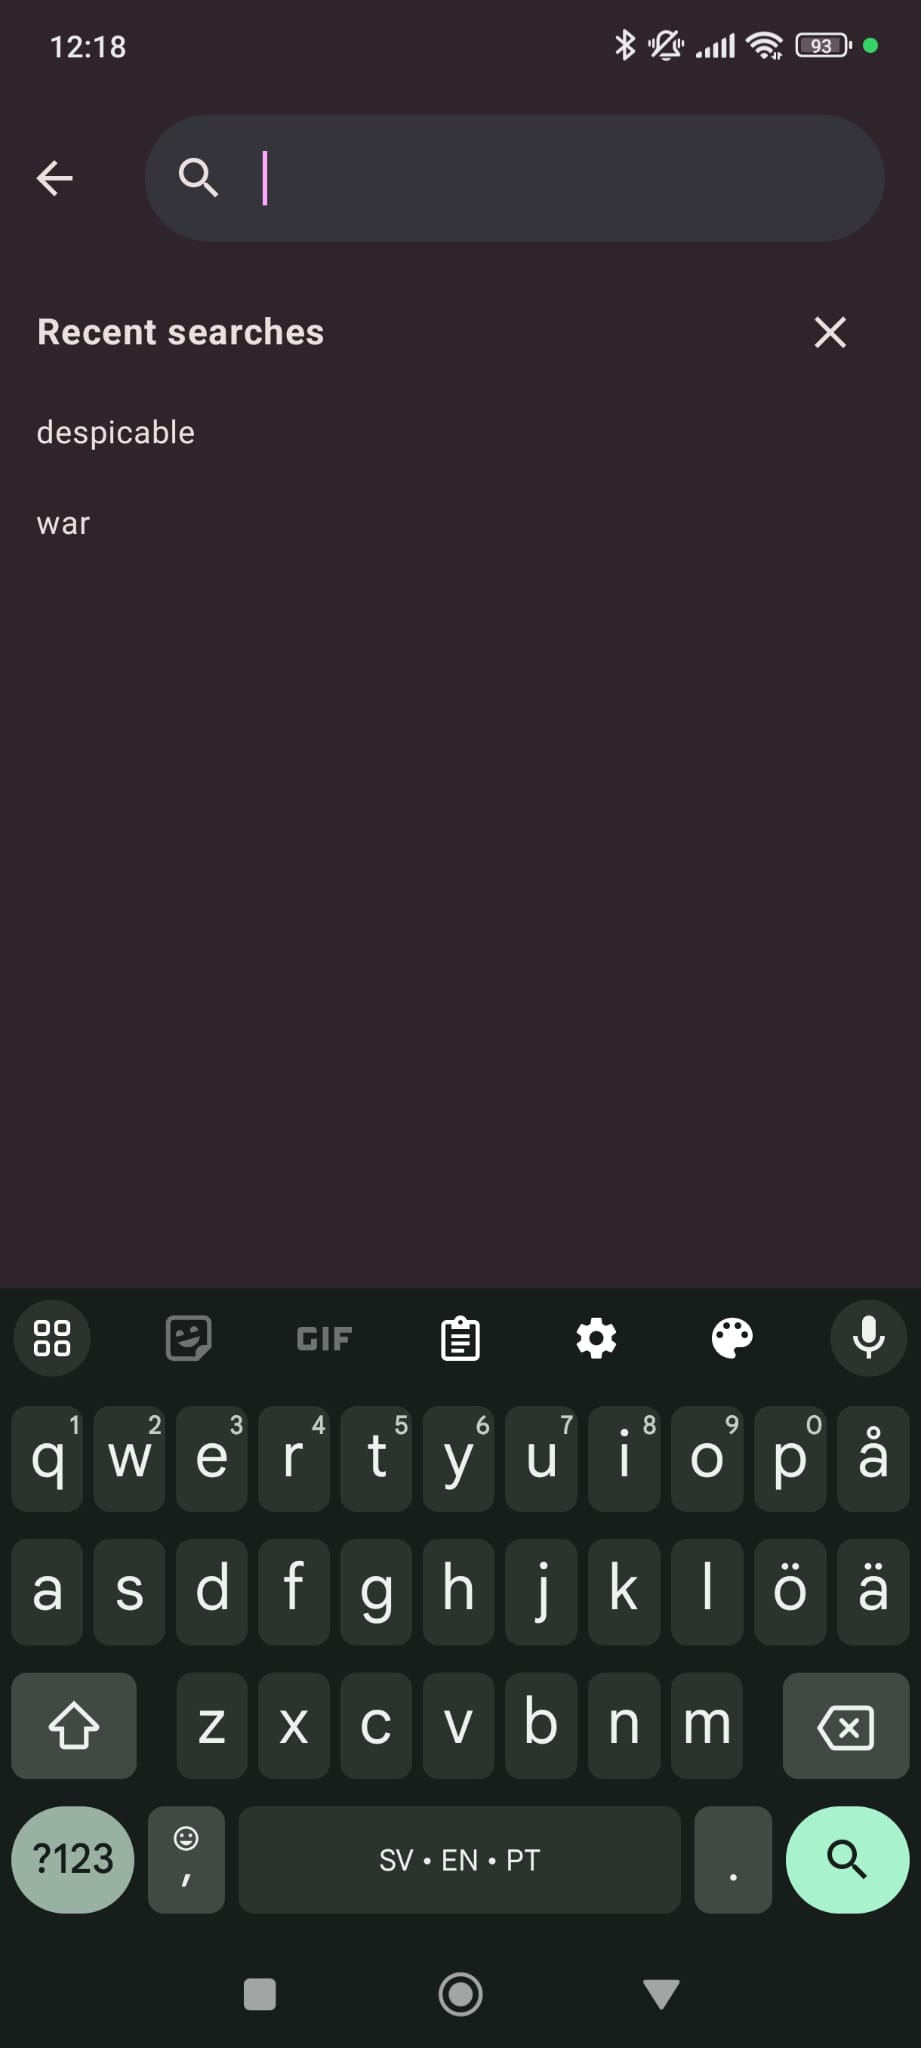 12:18
93
Recent searches
despicable
war
GIF
1 2 3 4 5 6 7 8 9 0
q w e r t y u i o p å
a s d f g h j k l ö ä
z x c v b n m
?123 , SV • EN • PT .